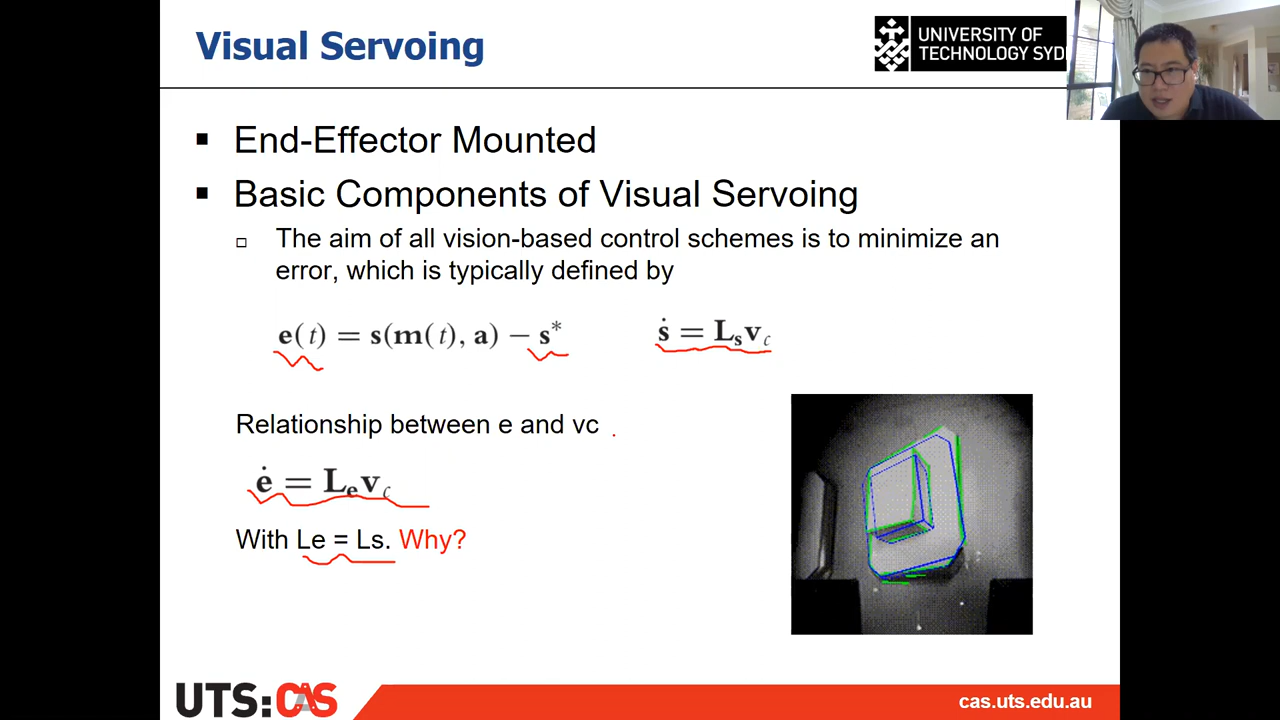 Visual Servoing
UNIVERSITY OF
TECHNOLOGY SYD
▪ End-Effector Mounted
▪ Basic Components of Visual Servoing
□ The aim of all vision-based control schemes is to minimize an
error, which is typically defined by
e(t) = s(m(t), a) − s* ṡ = Lₛv꜀
Relationship between e and vc
ė = Lₑv꜀
With Le = Ls. Why?
UTS:CAS
cas.uts.edu.au